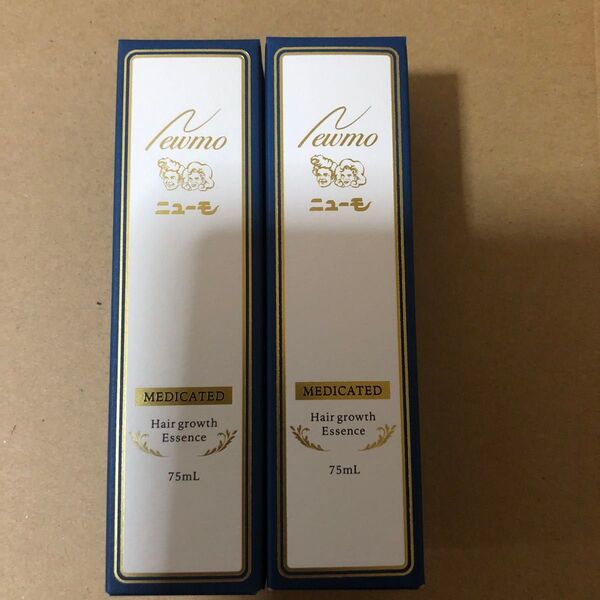 Newmo
ニューモ
MEDICATED
Hair growth
Essence
75mL
Newmo
ニューモ
MEDICATED
Hair growth
Essence
75mL